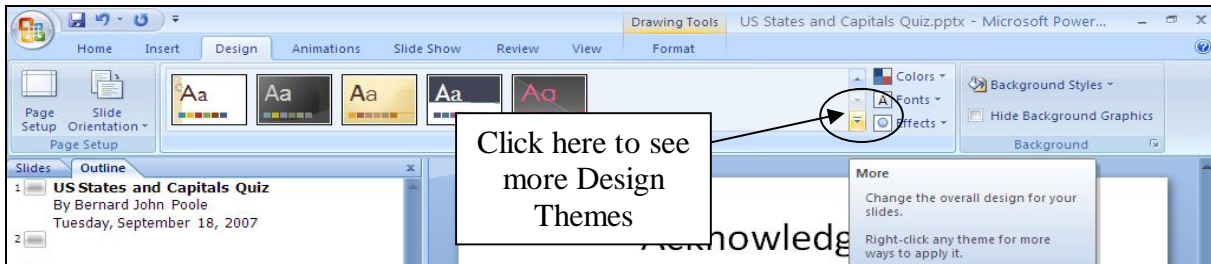 Drawing Tools US States and Capitals Quiz.pptx - Microsoft Power...
Home Insert Design Animations Slide Show Review View Format
Aa Aa Aa Aa Aa
Colors
Fonts
Effects
Background Styles
Hide Background Graphics
Page Setup
Slide Orientation
Page Setup
Background
Click here to see
more Design
Themes
Slides Outline
1 US States and Capitals Quiz
By Bernard John Poole
Tuesday, September 18, 2007
2
More
Change the overall design for your
slides.
Right-click any theme for more
ways to apply it.